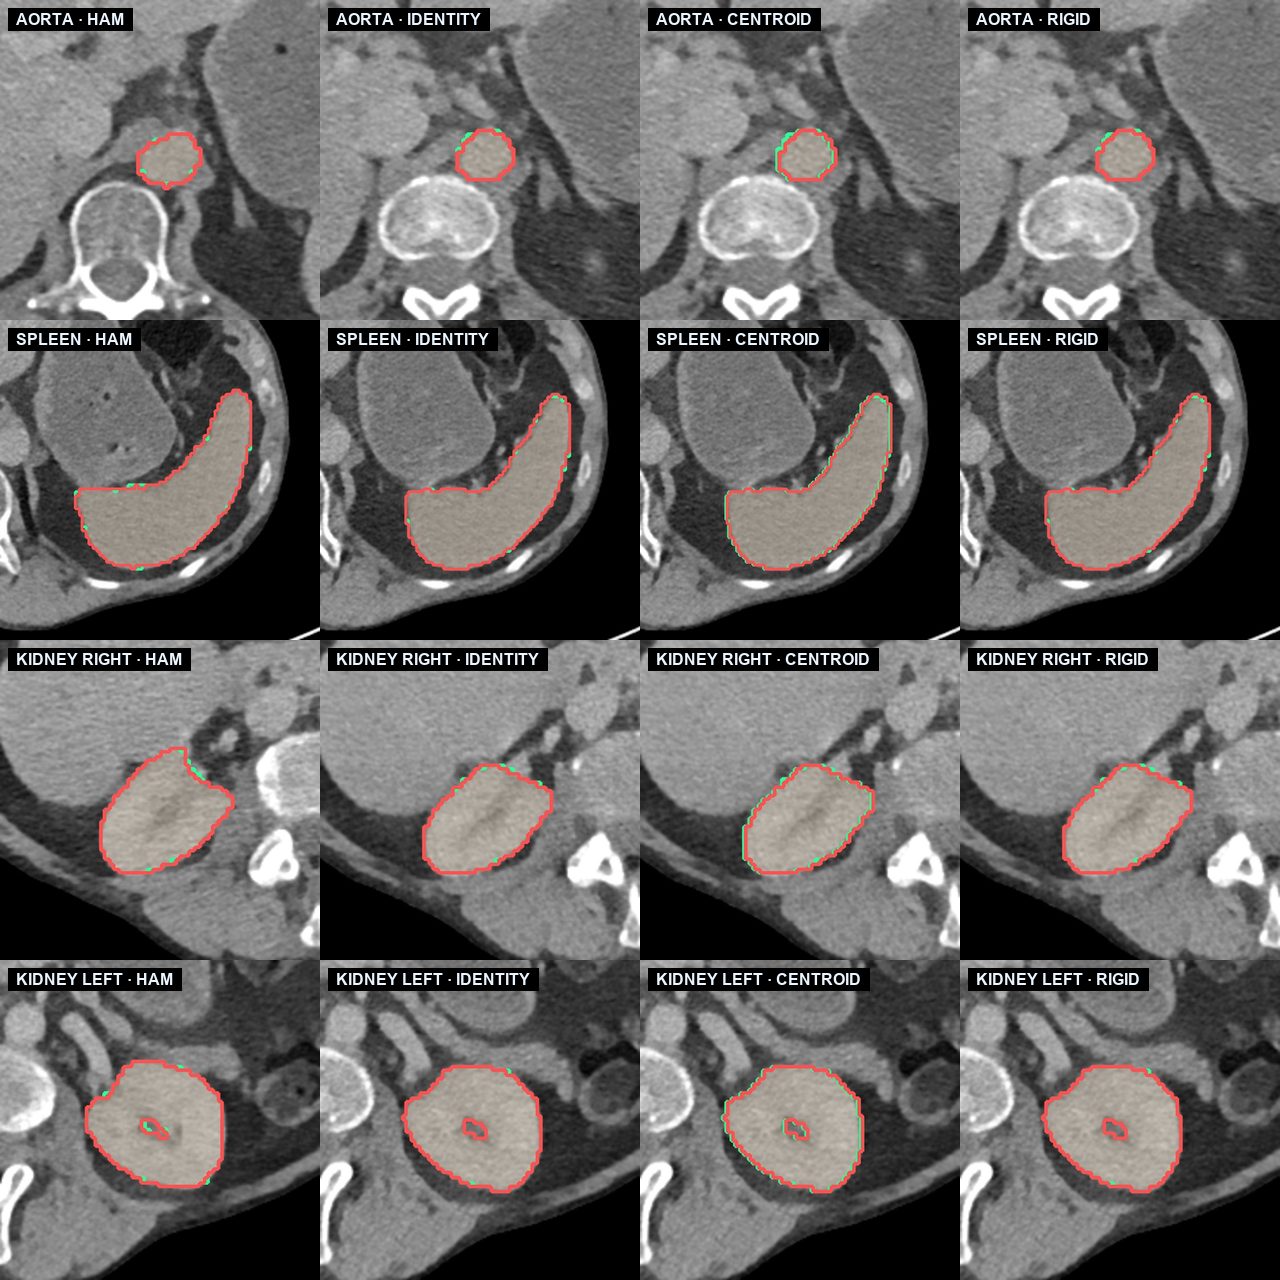 AORTA · HAM
AORTA · IDENTITY
AORTA · CENTROID
AORTA · RIGID
SPLEEN · HAM
SPLEEN · IDENTITY
SPLEEN · CENTROID
SPLEEN · RIGID
KIDNEY RIGHT · HAM
KIDNEY RIGHT · IDENTITY
KIDNEY RIGHT · CENTROID
KIDNEY RIGHT · RIGID
KIDNEY LEFT · HAM
KIDNEY LEFT · IDENTITY
KIDNEY LEFT · CENTROID
KIDNEY LEFT · RIGID